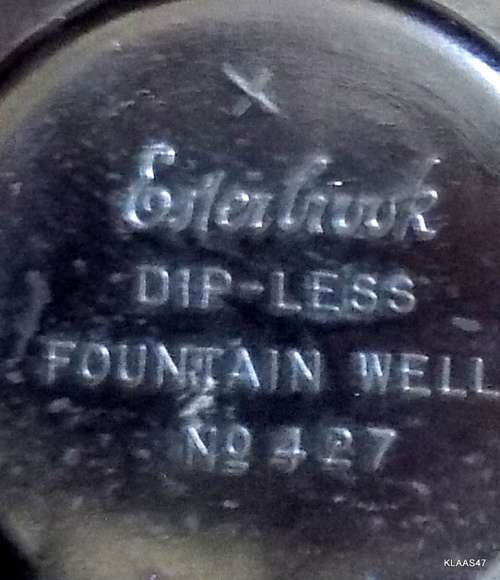 X
Esterbrook
DIP-LESS
FOUNTAIN WELL
Nº 427
KLAAS47